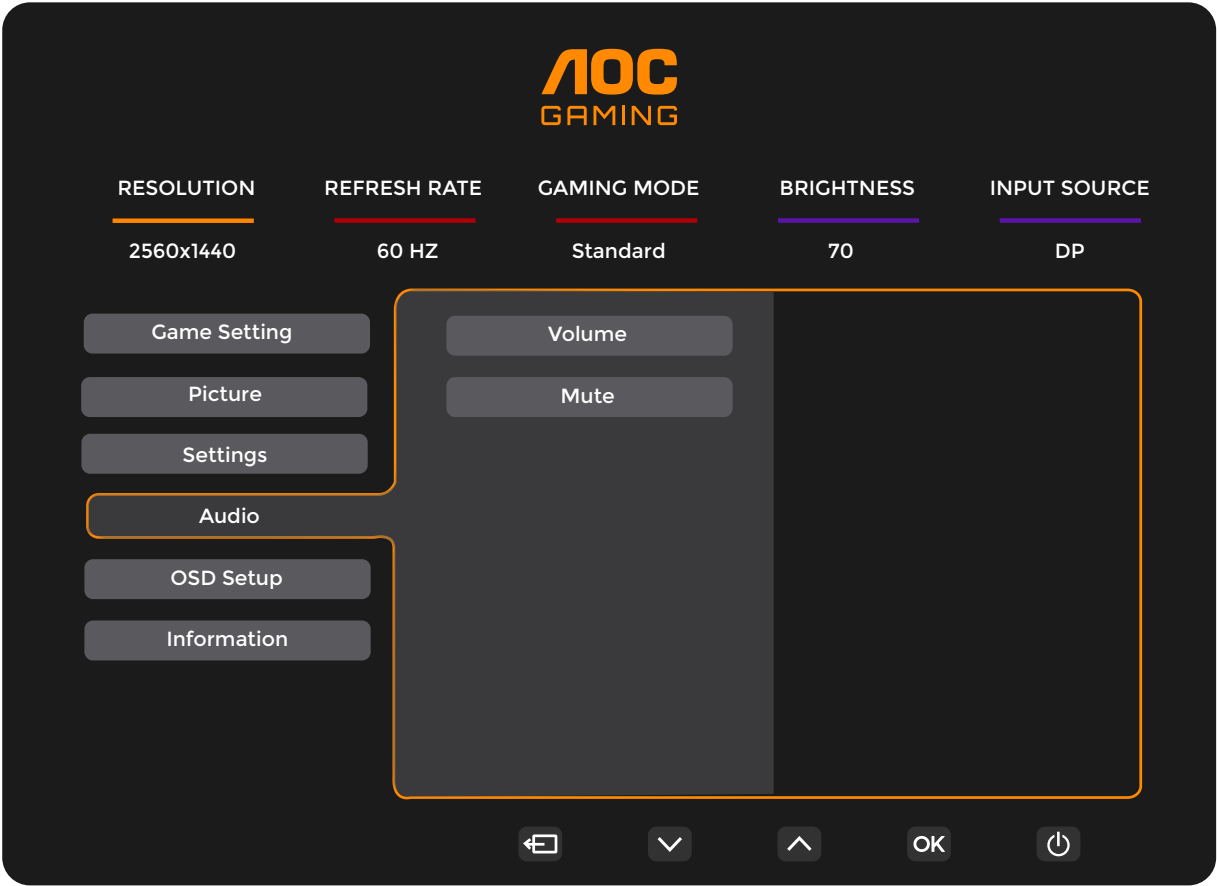 AOC
GAMING
RESOLUTION REFRESH RATE GAMING MODE BRIGHTNESS INPUT SOURCE
2560x1440 60 HZ Standard 70 DP
Game Setting Volume
Picture Mute
Settings
Audio
OSD Setup
Information
OK